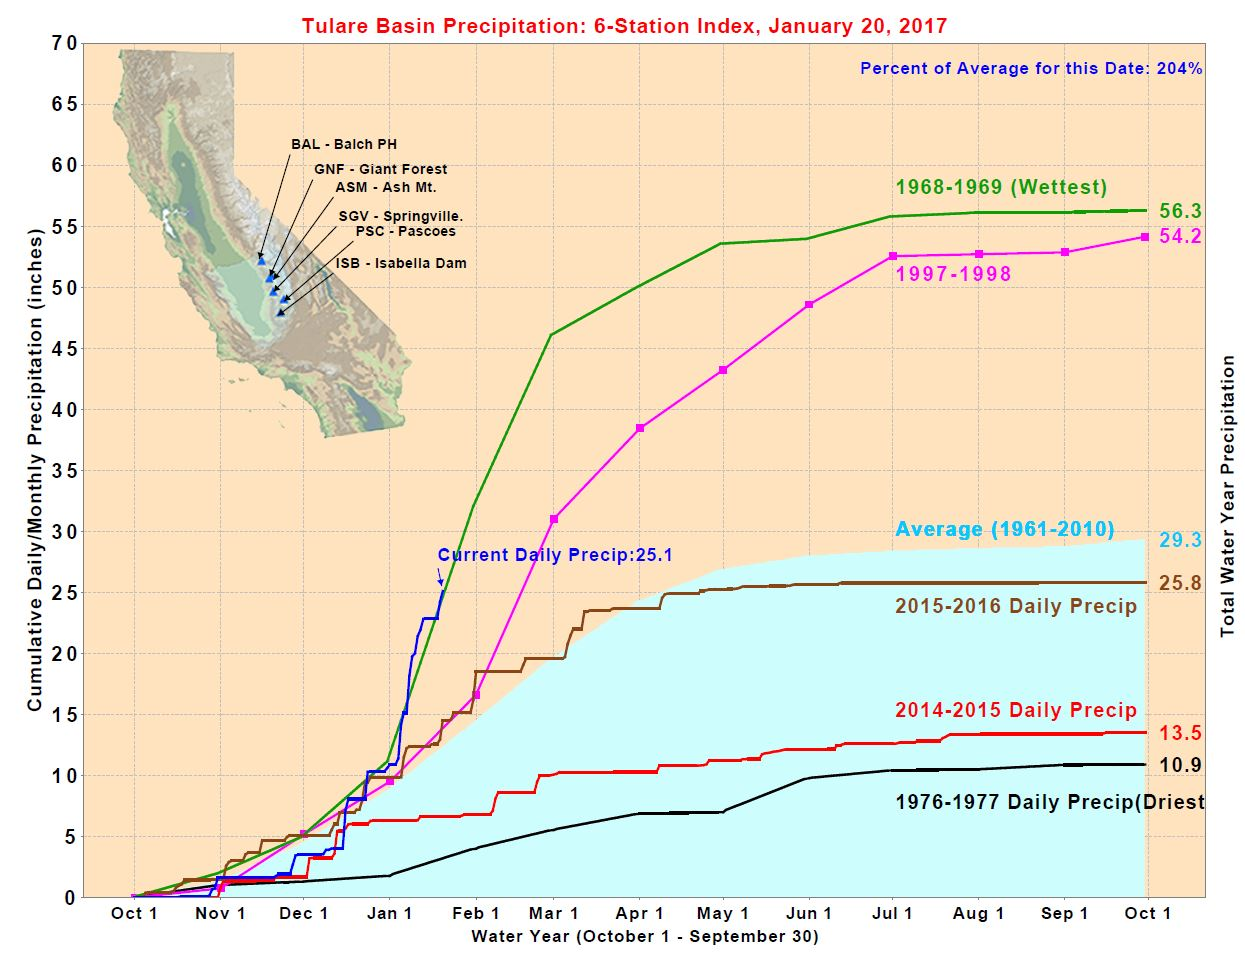 Tulare Basin Precipitation: 6-Station Index, January 20, 2017
Percent of Average for this Date: 204%
Cumulative Daily/Monthly Precipitation (inches)
70
65
60
55
50
45
40
35
30
25
20
15
10
5
0
BAL - Balch PH
GNF - Giant Forest
ASM - Ash Mt.
SGV - Springville.
PSC - Pascoes
ISB - Isabella Dam
1968-1969 (Wettest)
56.3
54.2
1997-1998
Average (1961-2010)
29.3
Current Daily Precip:25.1
25.8
2015-2016 Daily Precip
2014-2015 Daily Precip
13.5
10.9
1976-1977 Daily Precip(Driest
Total Water Year Precipitation
Oct 1 Nov 1 Dec 1 Jan 1 Feb 1 Mar 1 Apr 1 May 1 Jun 1 Jul 1 Aug 1 Sep 1 Oct 1
Water Year (October 1 - September 30)